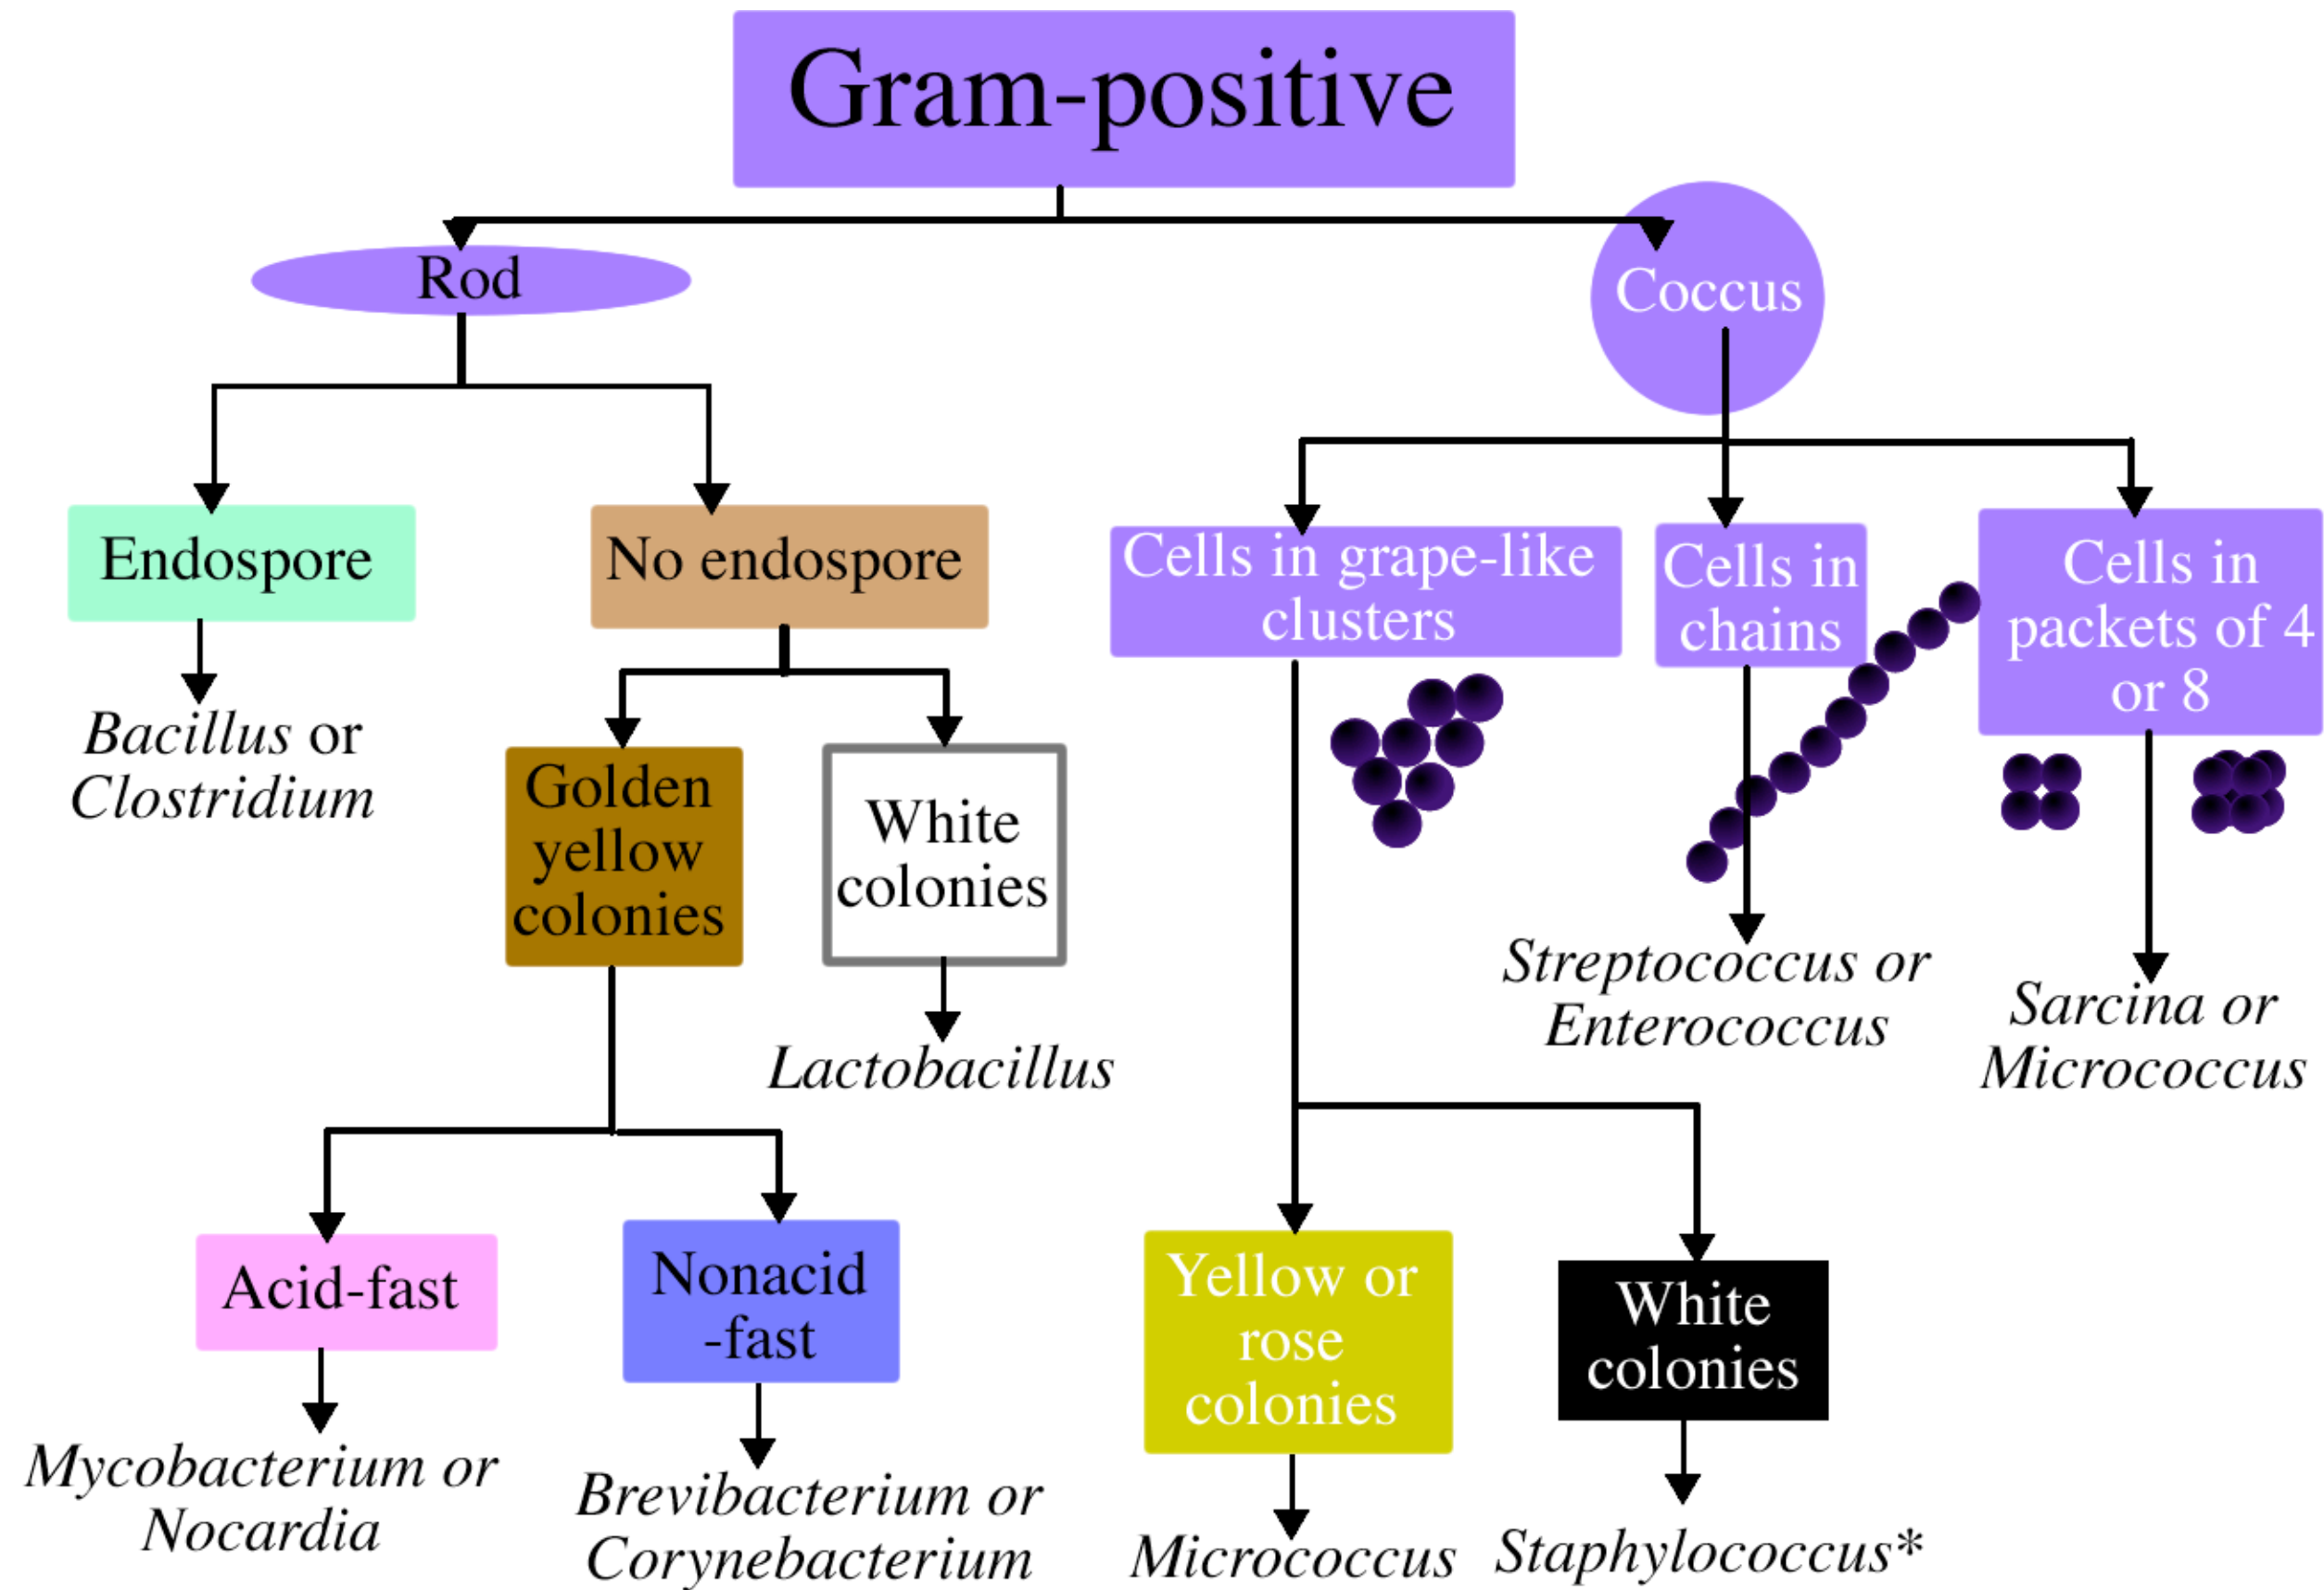 Gram-positive
Rod
Coccus
Endospore
No endospore
Cells in grape-like
clusters
Cells in
chains
Cells in
packets of 4
or 8
Bacillus or
Clostridium
Golden
yellow
colonies
White
colonies
Lactobacillus
Streptococcus or
Enterococcus
Sarcina or
Micrococcus
Acid-fast
Nonacid
-fast
Yellow or
rose
colonies
White
colonies
Mycobacterium or
Nocardia
Brevibacterium or
Corynebacterium
Micrococcus
Staphylococcus*